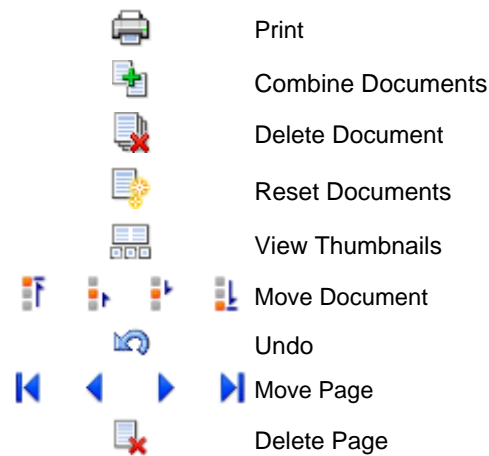 Print
Combine Documents
Delete Document
Reset Documents
View Thumbnails
Move Document
Undo
Move Page
Delete Page